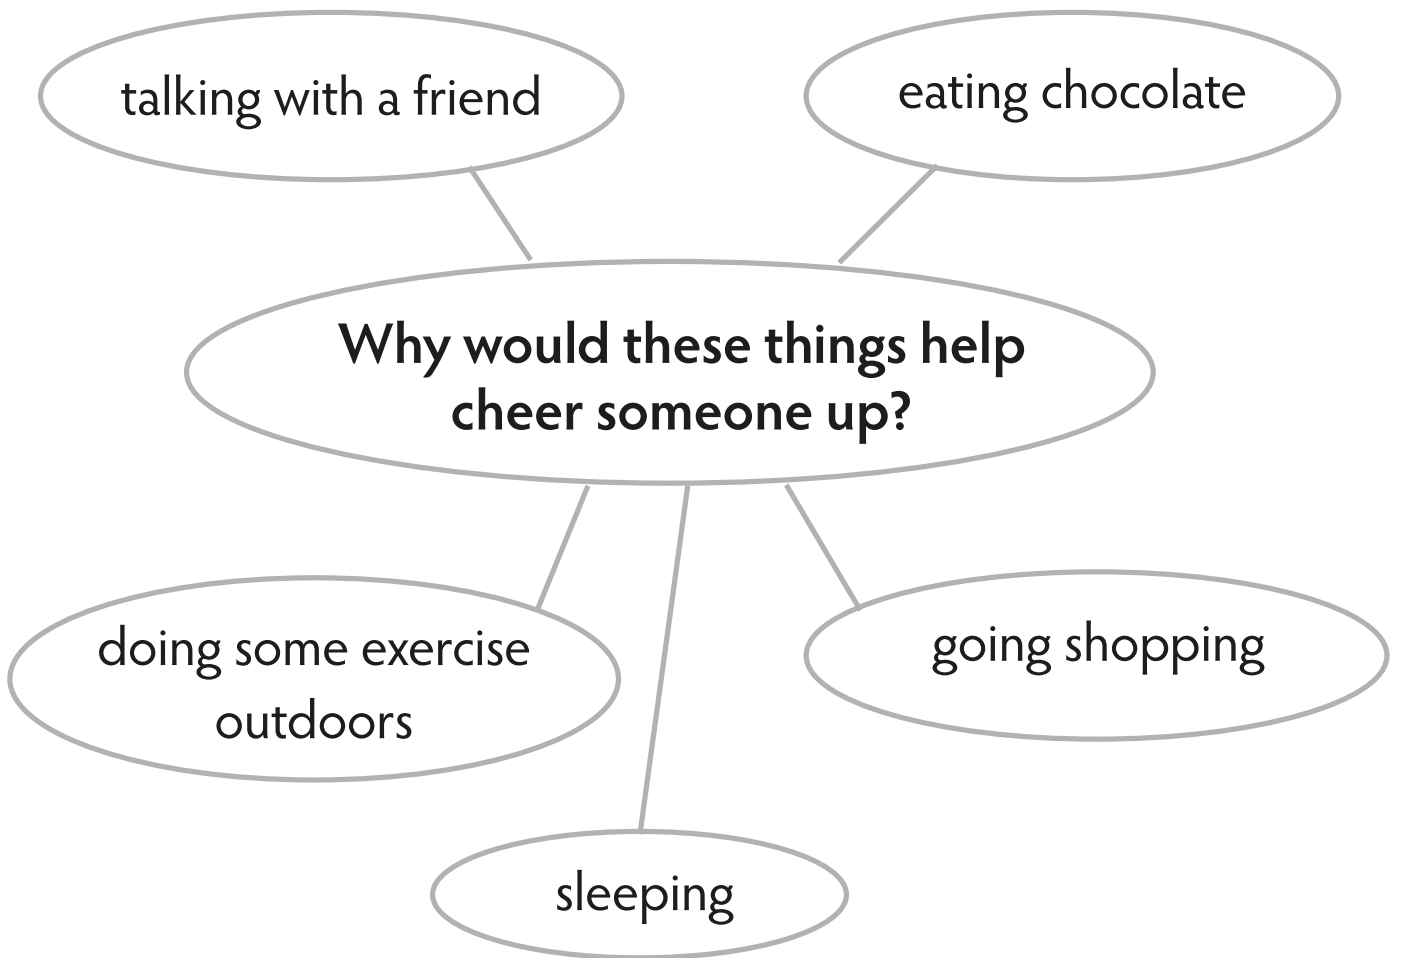 talking with a friend
eating chocolate
Why would these things help
cheer someone up?
doing some exercise
outdoors
going shopping
sleeping